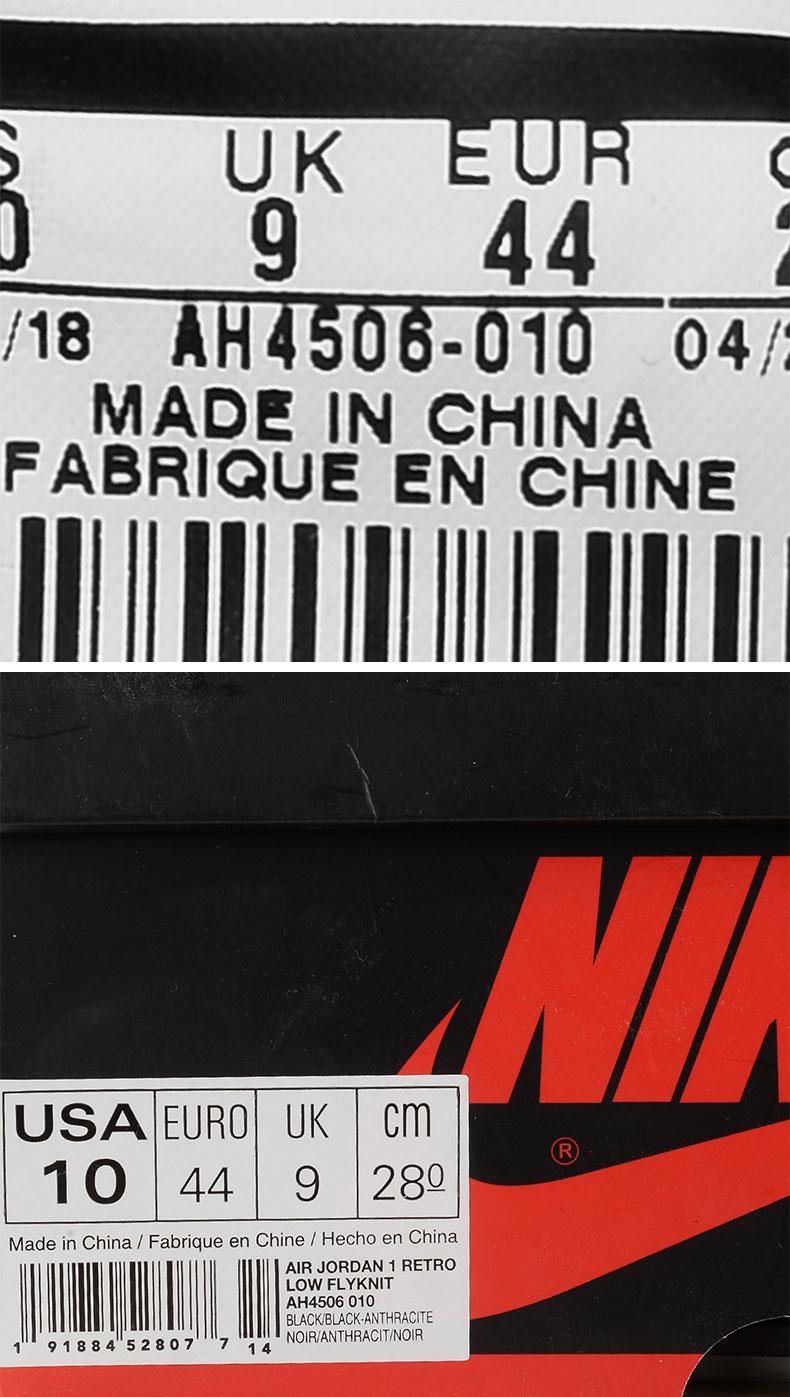 UK EUR
9 44
/18 AH4506-010 04/
MADE IN CHINA
FABRIQUE EN CHINE
USA EURO UK cm
10 44 9 280
Made in China / Fabrique en Chine / Hecho en China
AIR JORDAN 1 RETRO
LOW FLYKNIT
AH4506 010
BLACK/BLACK-ANTHRACITE
NOIR/ANTHRACIT/NOIR
1 91884 52807 7 14
NI
®